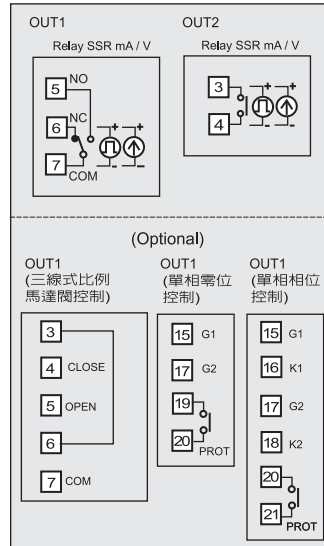 OUT1
Relay SSR mA / V
5 NO
6 NC
7 COM
+ +
- -
OUT2
Relay SSR mA / V
3
4
+ +
- -
(Optional)
OUT1
(三線式比例
馬達閥控制)
3
4 CLOSE
5 OPEN
6
7 COM
OUT1
(單相零位
控制)
15 G1
17 G2
19
20 PROT
OUT1
(單相相位
控制)
15 G1
16 K1
17 G2
18 K2
20
21 PROT